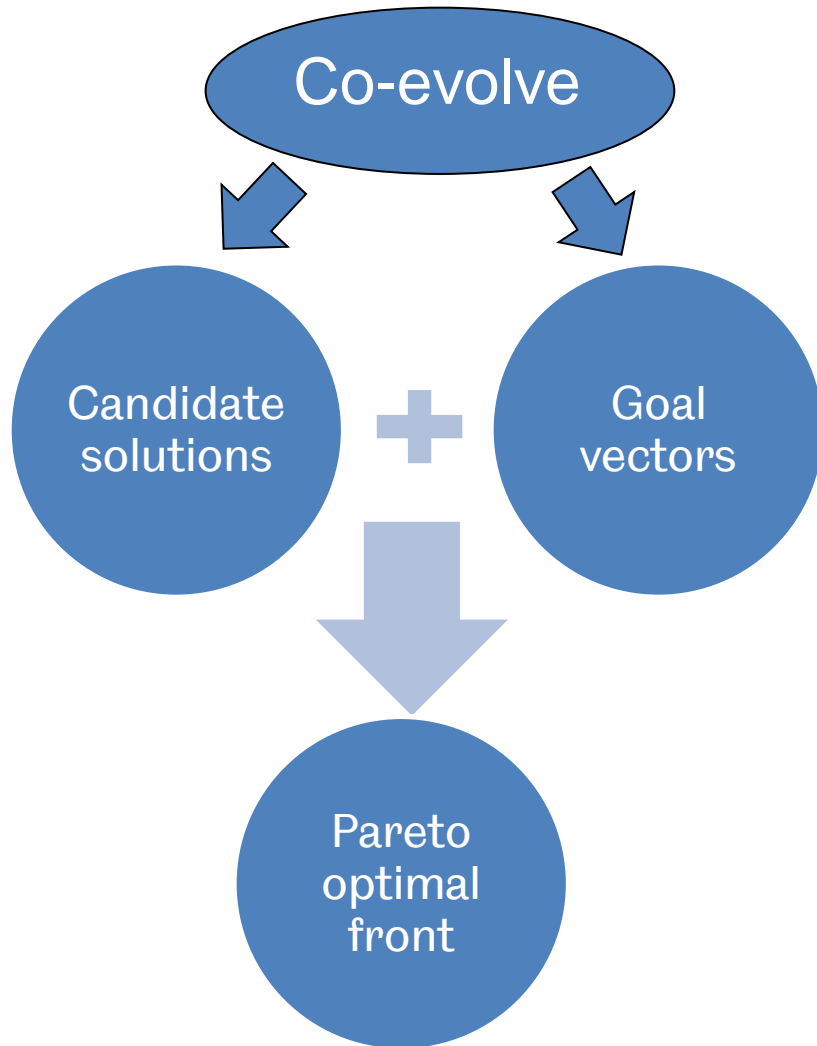 Co-evolve
Candidate
solutions
Goal
vectors
Pareto
optimal
front